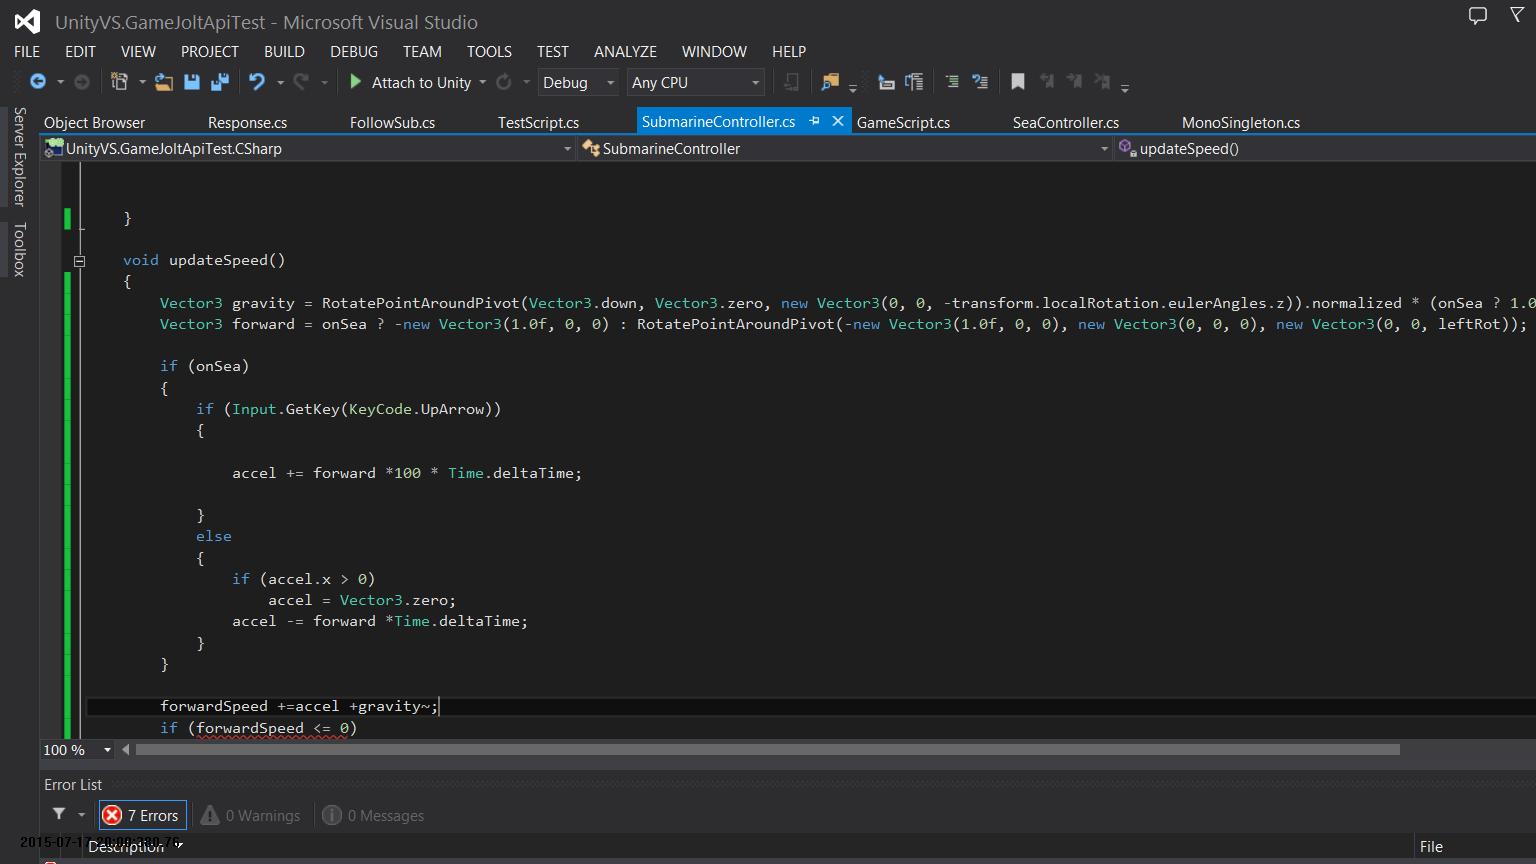 UnityVS.GameJoltApiTest - Microsoft Visual Studio
FILE EDIT VIEW PROJECT BUILD DEBUG TEAM TOOLS TEST ANALYZE WINDOW HELP
Attach to Unity Debug Any CPU
Server Explorer
Toolbox
Object Browser Response.cs FollowSub.cs TestScript.cs SubmarineController.cs GameScript.cs SeaController.cs MonoSingleton.cs
UnityVS.GameJoltApiTest.CSharp SubmarineController updateSpeed()
}
void updateSpeed()
{
Vector3 gravity = RotatePointAroundPivot(Vector3.down, Vector3.zero, new Vector3(0, 0, -transform.localRotation.eulerAngles.z)).normalized * (onSea ? 1.0
Vector3 forward = onSea ? -new Vector3(1.0f, 0, 0) : RotatePointAroundPivot(-new Vector3(1.0f, 0, 0), new Vector3(0, 0, 0), new Vector3(0, 0, leftRot));
if (onSea)
{
if (Input.GetKey(KeyCode.UpArrow))
{
accel += forward *100 * Time.deltaTime;
}
else
{
if (accel.x > 0)
accel = Vector3.zero;
accel -= forward *Time.deltaTime;
}
}
forwardSpeed +=accel +gravity~;
if (forwardSpeed <= 0)
100 %
Error List
7 Errors 0 Warnings 0 Messages
Description File